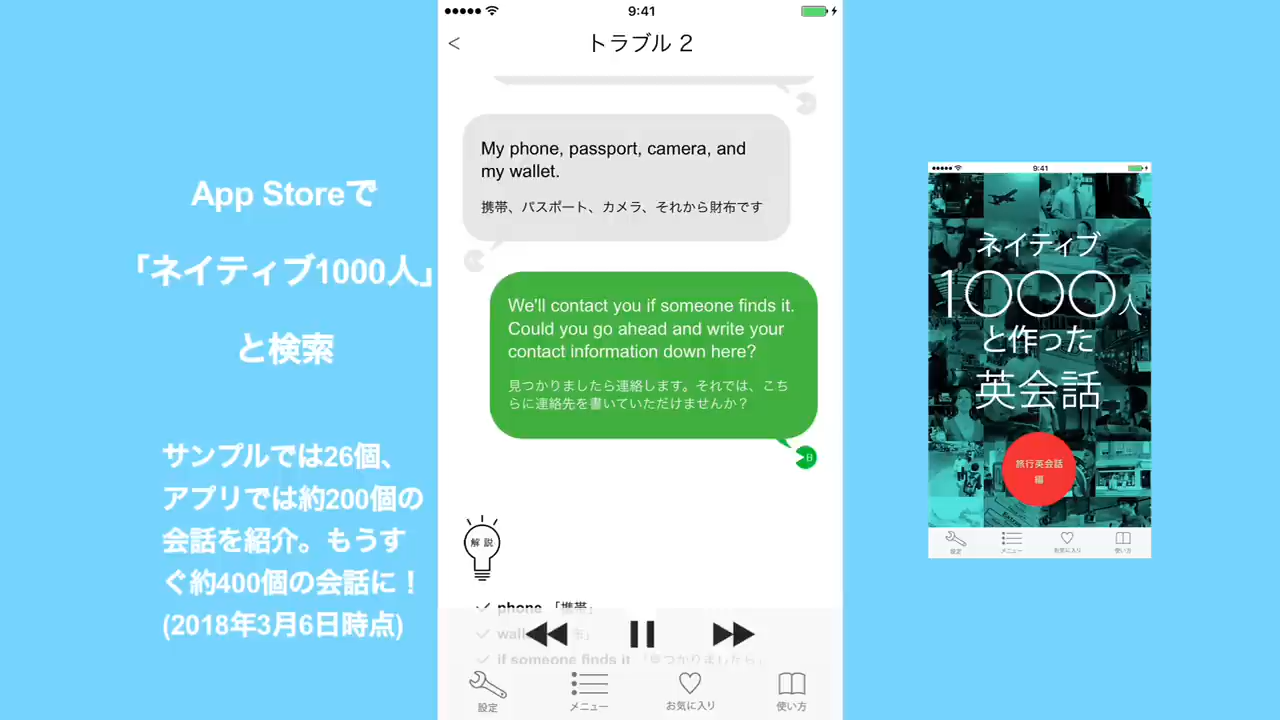 App Storeで
「ネイティブ1000人」
と検索
サンプルでは26個、
アプリでは約200個の
会話を紹介。もうす
ぐ約400個の会話に！
(2018年3月6日時点)
9:41
<
トラブル 2
My phone, passport, camera, and
my wallet.
携帯、パスポート、カメラ、それから財布です
We'll contact you if someone finds it.
Could you go ahead and write your
contact information down here?
見つかりましたら連絡します。それでは、こち
らに連絡先を書いていただけませんか？
B
解説
phone 「携帯」
if someone finds it 「見つかりましたら」
設定
メニュー
お気に入り
使い方
9:41
ネイティブ
1000人
と作った
英会話
旅行英会話
編
設定
メニュー
お気に入り
使い方